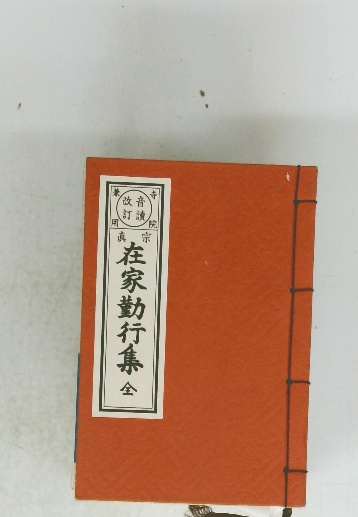 寺院兼用
音讀改訂
真宗
在家勤行集
全